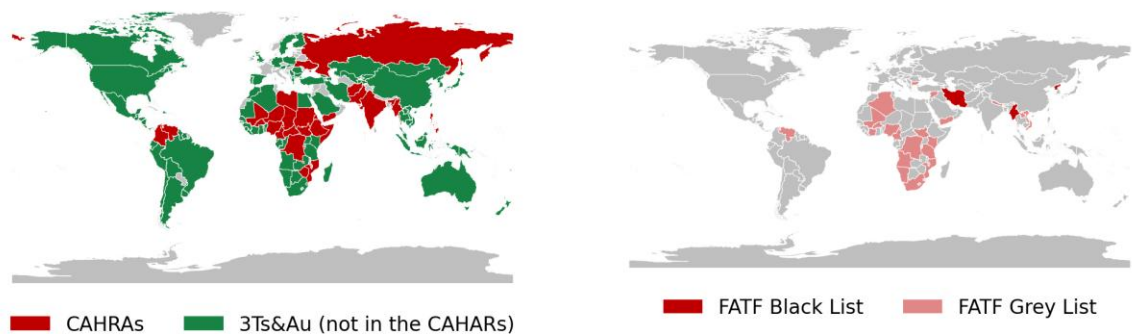 CAHRAs
3Ts&Au (not in the CAHARs)
FATF Black List
FATF Grey List